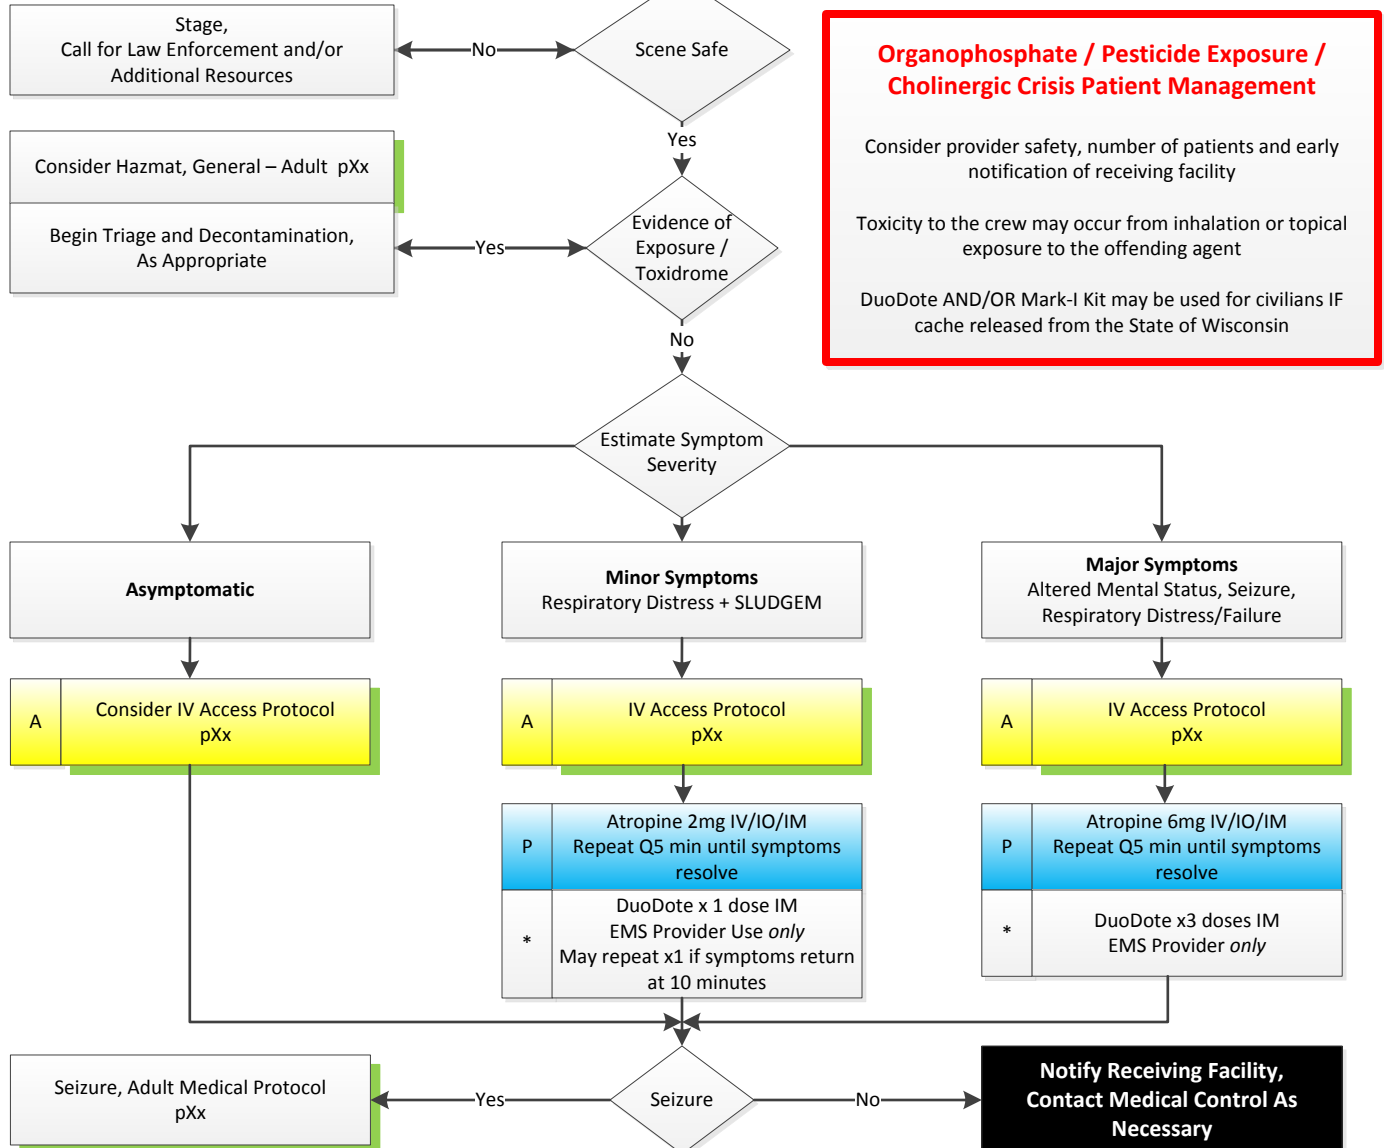 Stage,
Call for Law Enforcement and/or
Additional Resources
No
Scene Safe
Organophosphate / Pesticide Exposure /
Cholinergic Crisis Patient Management
Consider provider safety, number of patients and early
notification of receiving facility
Toxicity to the crew may occur from inhalation or topical
exposure to the offending agent
DuoDote AND/OR Mark-I Kit may be used for civilians IF
cache released from the State of Wisconsin
Yes
Consider Hazmat, General – Adult pXx
Begin Triage and Decontamination,
As Appropriate
Yes
Evidence of
Exposure /
Toxidrome
No
Estimate Symptom
Severity
Asymptomatic
Minor Symptoms
Respiratory Distress + SLUDGEM
Major Symptoms
Altered Mental Status, Seizure,
Respiratory Distress/Failure
A
Consider IV Access Protocol
pXx
A
IV Access Protocol
pXx
A
IV Access Protocol
pXx
P
Atropine 2mg IV/IO/IM
Repeat Q5 min until symptoms
resolve
*
DuoDote x 1 dose IM
EMS Provider Use only
May repeat x1 if symptoms return
at 10 minutes
P
Atropine 6mg IV/IO/IM
Repeat Q5 min until symptoms
resolve
*
DuoDote x3 doses IM
EMS Provider only
Seizure, Adult Medical Protocol
pXx
Yes
Seizure
No
Notify Receiving Facility,
Contact Medical Control As
Necessary